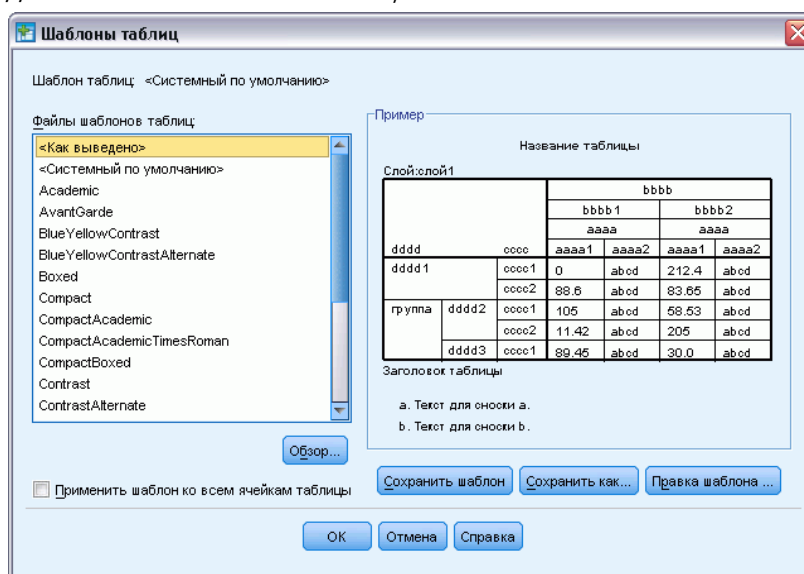 Шаблоны таблиц
Шаблон таблиц: <Системный по умолчанию>
Файлы шаблонов таблиц:
<Как выведено>
<Системный по умолчанию>
Academic
AvantGarde
BlueYellowContrast
BlueYellowContrastAlternate
Boxed
Compact
CompactAcademic
CompactAcademicTimesRoman
CompactBoxed
Contrast
ContrastAlternate
Обзор...
Применить шаблон ко всем ячейкам таблицы
Пример
Название таблицы
Слой:слой1
bbbb
bbbb1 bbbb2
aaaa aaaa
dddd cccc aaaa1 aaaa2 aaaa1 aaaa2
dddd1 cccc1 0 abcd 212.4 abcd
cccc2 88.6 abcd 83.65 abcd
группа dddd2 cccc1 105 abcd 58.53 abcd
cccc2 11.42 abcd 205 abcd
dddd3 cccc1 89.45 abcd 30.0 abcd
Заголовок таблицы
a. Текст для сноски a.
b. Текст для сноски b.
Сохранить шаблон Сохранить как... Правка шаблона ...
OK Отмена Справка